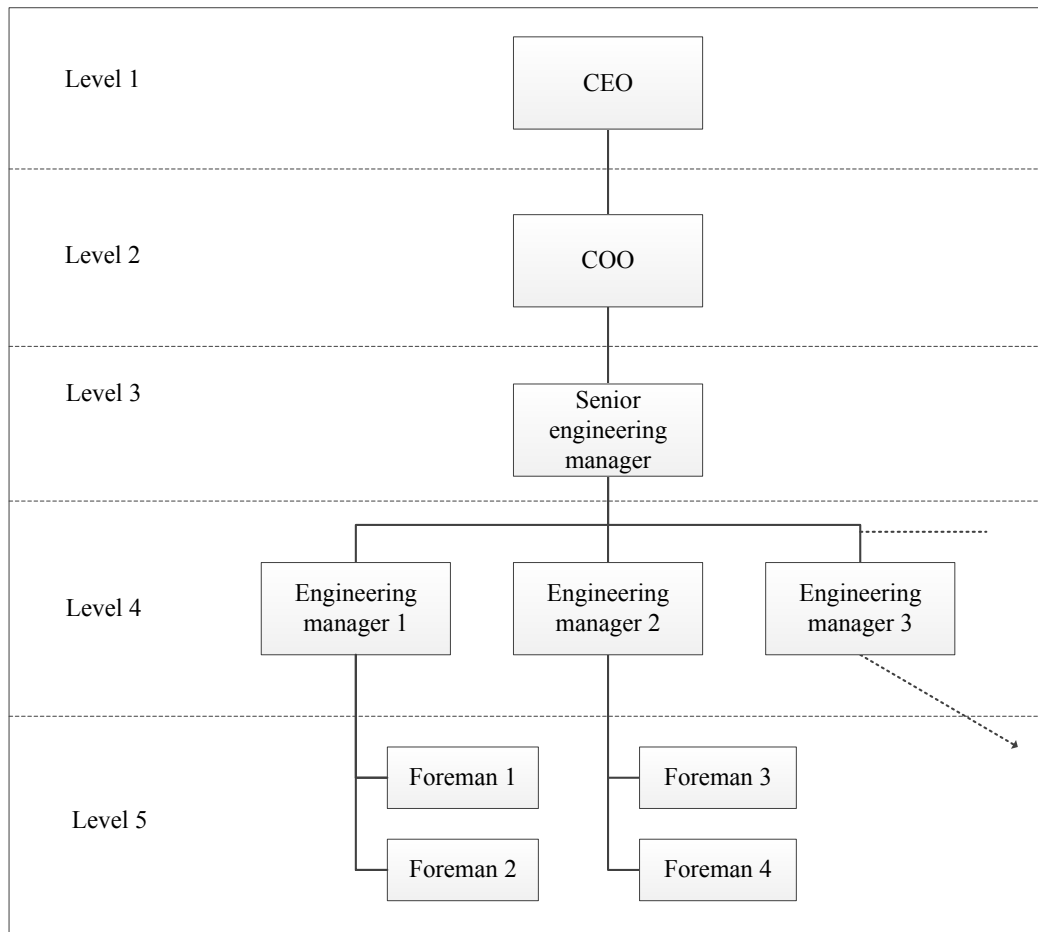 Level 1
CEO
Level 2
COO
Level 3
Senior
engineering
manager
Level 4
Engineering
manager 1
Engineering
manager 2
Engineering
manager 3
Level 5
Foreman 1
Foreman 3
Foreman 2
Foreman 4